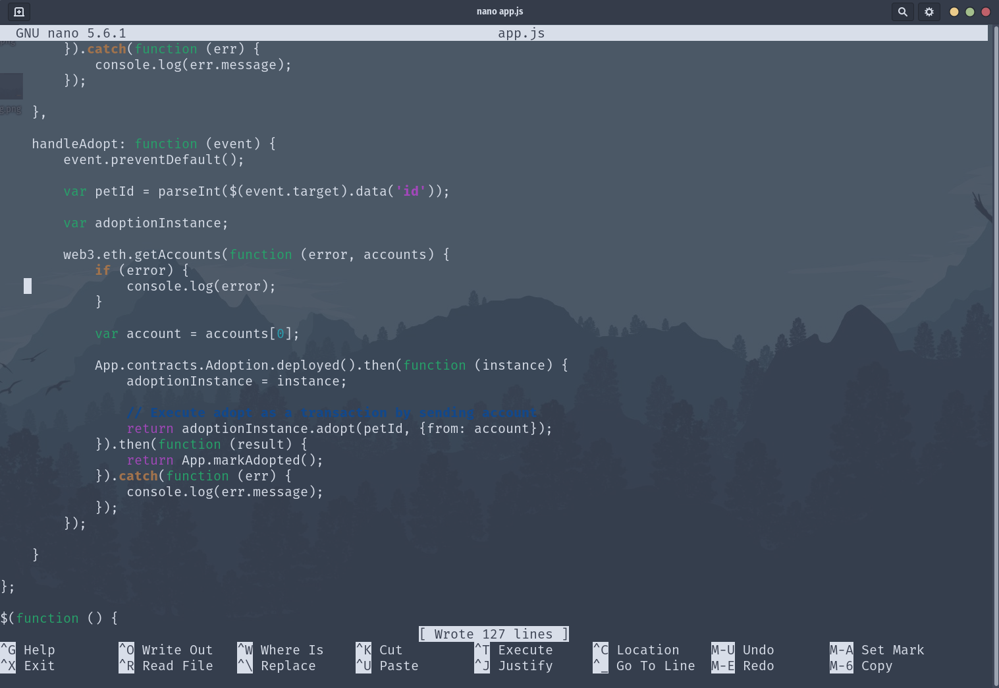 nano app.js
GNU nano 5.6.1 app.js
png
        }).catch(function (err) {
            console.log(err.message);
        });
g.png
    },
    handleAdopt: function (event) {
        event.preventDefault();
        var petId = parseInt($(event.target).data('id'));
        var adoptionInstance;
        web3.eth.getAccounts(function (error, accounts) {
            if (error) {
                console.log(error);
            }
            var account = accounts[0];
            App.contracts.Adoption.deployed().then(function (instance) {
                adoptionInstance = instance;
                // Execute adopt as a transaction by sending account
                return adoptionInstance.adopt(petId, {from: account});
            }).then(function (result) {
                return App.markAdopted();
            }).catch(function (err) {
                console.log(err.message);
            });
        });
    }
};
$(function () {
[ Wrote 127 lines ]
^G Help ^O Write Out ^W Where Is ^K Cut ^T Execute ^C Location M-U Undo M-A Set Mark
^X Exit ^R Read File ^\ Replace ^U Paste ^J Justify ^_ Go To Line M-E Redo M-6 Copy